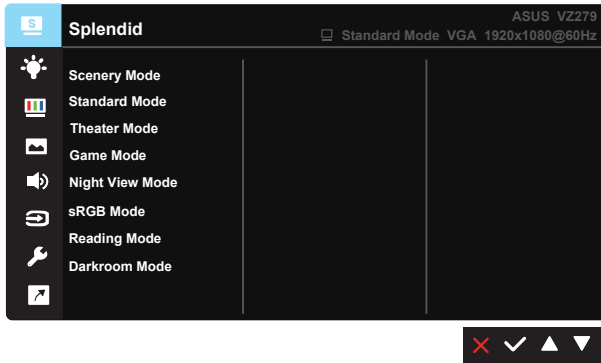 S
Splendid
ASUS VZ279
Standard Mode VGA 1920x1080@60Hz
Scenery Mode
Standard Mode
Theater Mode
Game Mode
Night View Mode
sRGB Mode
Reading Mode
Darkroom Mode